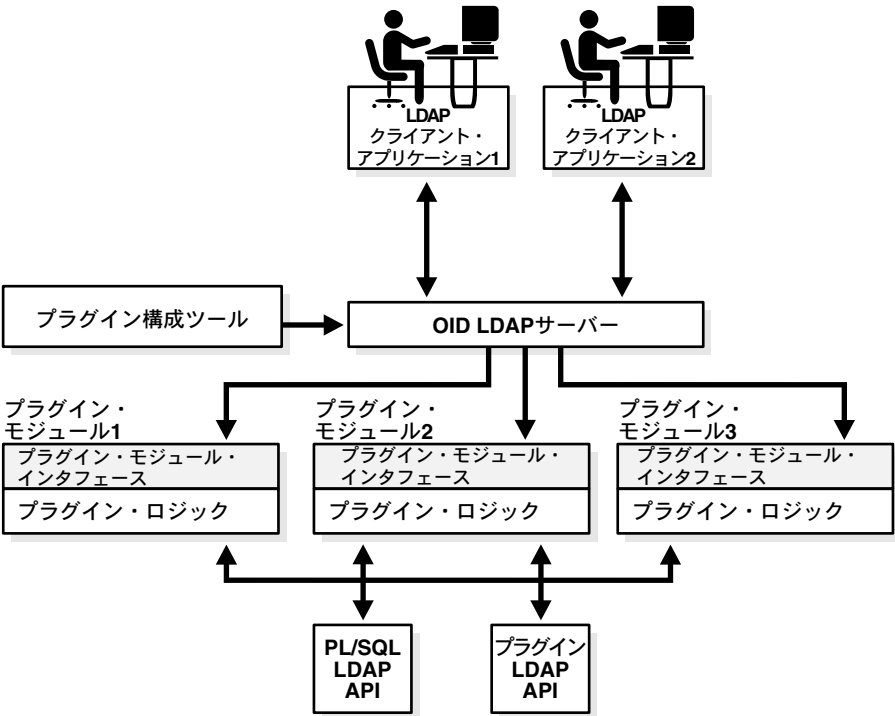 LDAP
クライアント・
アプリケーション1
LDAP
クライアント・
アプリケーション2
プラグイン構成ツール
OID LDAPサーバー
プラグイン・
モジュール1
プラグイン・モジュール・
インタフェース
プラグイン・ロジック
プラグイン・
モジュール2
プラグイン・モジュール・
インタフェース
プラグイン・ロジック
プラグイン・
モジュール3
プラグイン・モジュール・
インタフェース
プラグイン・ロジック
PL/SQL
LDAP
API
プラグイン
LDAP
API